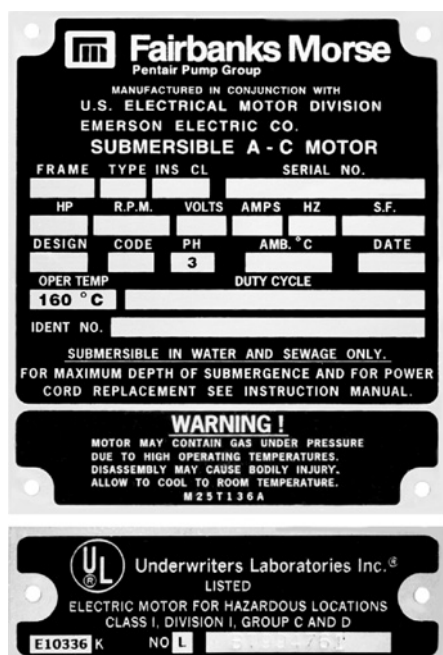 Fairbanks Morse
Pentair Pump Group
MANUFACTURED IN CONJUNCTION WITH
U.S. ELECTRICAL MOTOR DIVISION
EMERSON ELECTRIC CO.
SUBMERSIBLE A-C MOTOR
FRAME TYPE INS CL SERIAL NO.
HP R.P.M. VOLTS AMPS HZ S.F.
DESIGN CODE PH AMB. °C DATE
3
OPER TEMP DUTY CYCLE
160 °C
IDENT NO.
SUBMERSIBLE IN WATER AND SEWAGE ONLY.
FOR MAXIMUM DEPTH OF SUBMERGENCE AND FOR POWER
CORD REPLACEMENT SEE INSTRUCTION MANUAL.
WARNING !
MOTOR MAY CONTAIN GAS UNDER PRESSURE
DUE TO HIGH OPERATING TEMPERATURES.
DISASSEMBLY MAY CAUSE BODILY INJURY.
ALLOW TO COOL TO ROOM TEMPERATURE.
M25T136A
UL ®
Underwriters Laboratories Inc.®
LISTED
ELECTRIC MOTOR FOR HAZARDOUS LOCATIONS
CLASS I, DIVISION I, GROUP C AND D
E10336 K NO L